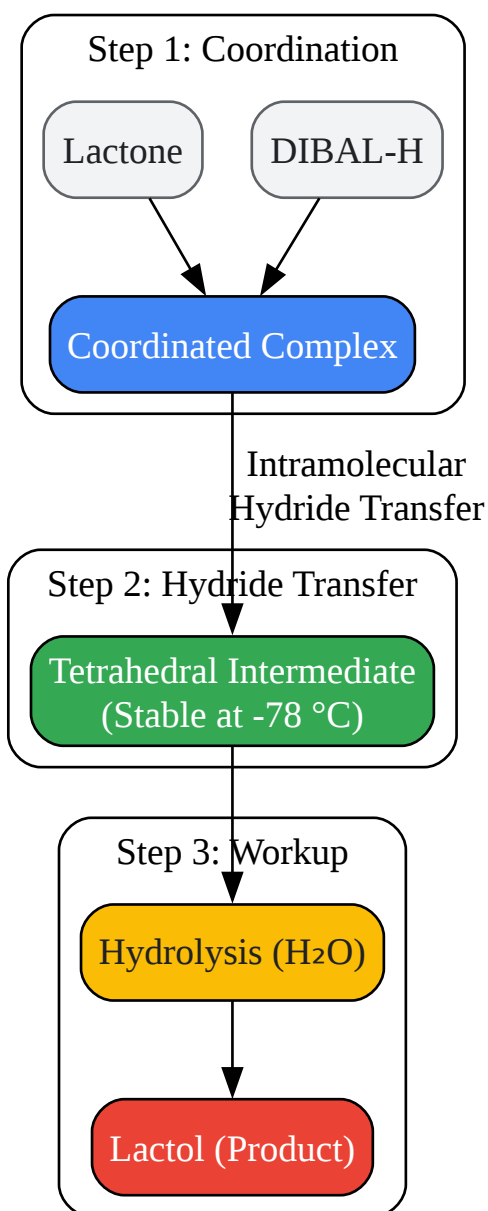 Step 1: Coordination
Lactone
DIBAL-H
Coordinated Complex
Intramolecular
Hydride Transfer
Step 2: Hydride Transfer
Tetrahedral Intermediate
(Stable at -78 °C)
Step 3: Workup
Hydrolysis (H₂O)
Lactol (Product)